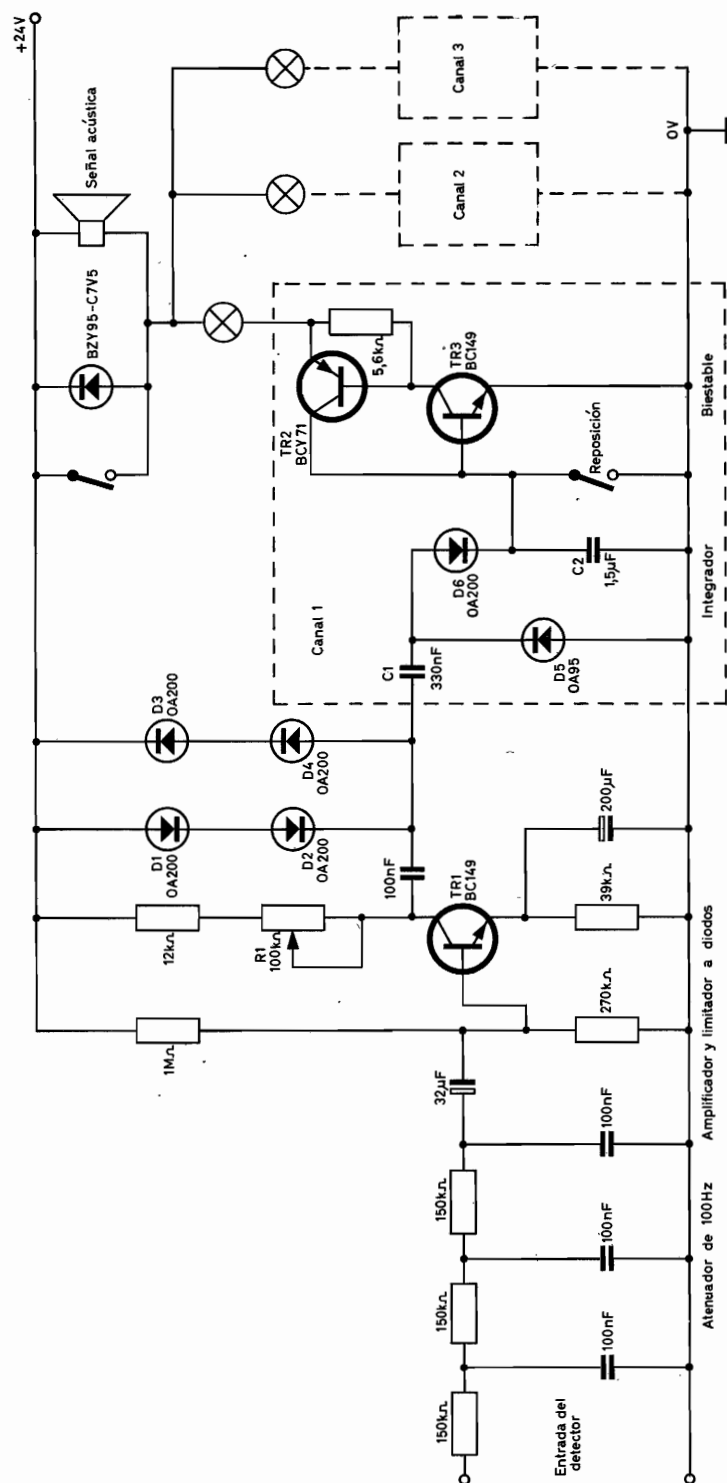 +24V
Señal acústica
BZY95-C7V5
Canal 3
Canal 2
0V
5,6kΩ
TR2
BCY71
TR3
BC149
Biestable
Reposición
D6
OA200
C2
1,5µF
Integrador
Canal 1
C1
330nF
D5
OA95
D3
OA200
D4
OA200
D1
OA200
D2
OA200
100nF
12kΩ
R1
100kΩ
TR1
BC149
200µF
39kΩ
1MΩ
270kΩ
32µF
Amplificador y limitador a diodos
150kΩ
100nF
150kΩ
100nF
150kΩ
100nF
Atenuador de 100Hz
Entrada del
detector